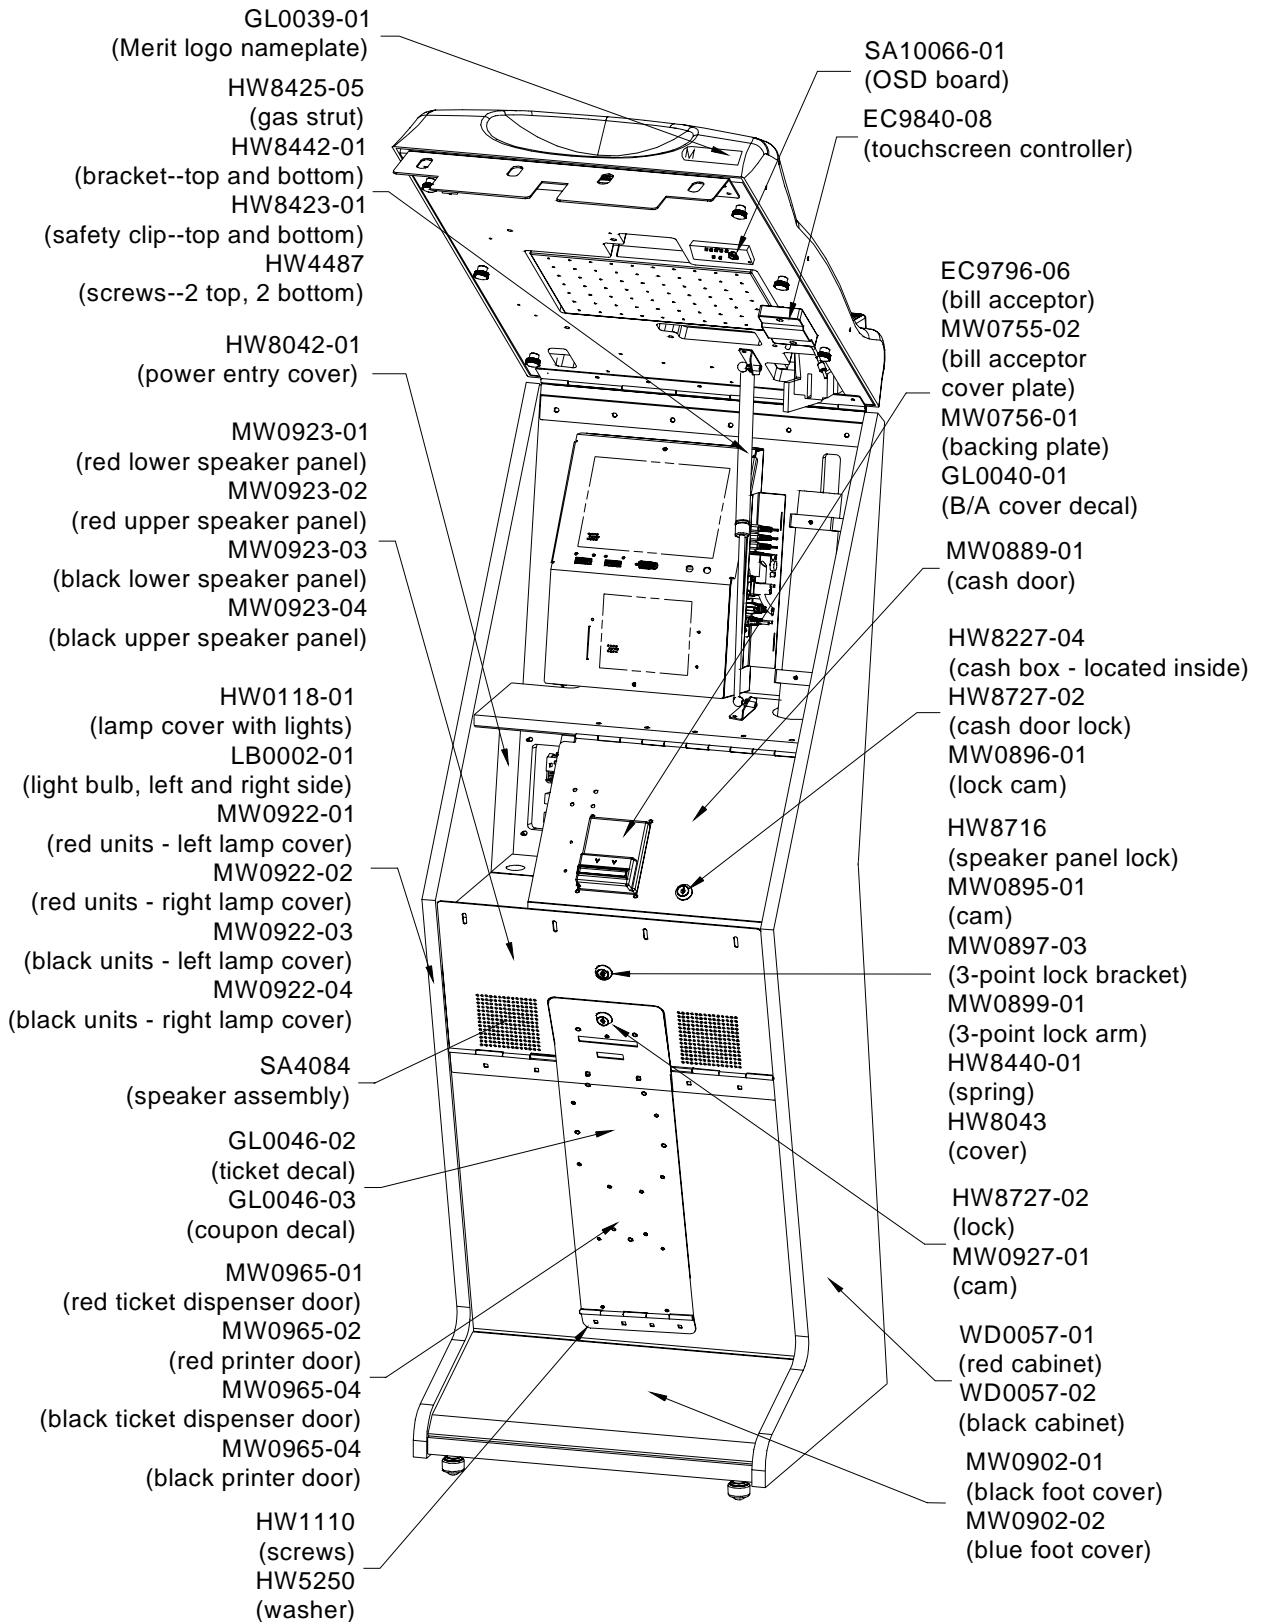 GL0039-01
(Merit logo nameplate)
HW8425-05
(gas strut)
HW8442-01
(bracket--top and bottom)
HW8423-01
(safety clip--top and bottom)
HW4487
(screws--2 top, 2 bottom)
HW8042-01
(power entry cover)
MW0923-01
(red lower speaker panel)
MW0923-02
(red upper speaker panel)
MW0923-03
(black lower speaker panel)
MW0923-04
(black upper speaker panel)
HW0118-01
(lamp cover with lights)
LB0002-01
(light bulb, left and right side)
MW0922-01
(red units - left lamp cover)
MW0922-02
(red units - right lamp cover)
MW0922-03
(black units - left lamp cover)
MW0922-04
(black units - right lamp cover)
SA4084
(speaker assembly)
GL0046-02
(ticket decal)
GL0046-03
(coupon decal)
MW0965-01
(red ticket dispenser door)
MW0965-02
(red printer door)
MW0965-04
(black ticket dispenser door)
MW0965-04
(black printer door)
HW1110
(screws)
HW5250
(washer)
M
SA10066-01
(OSD board)
EC9840-08
(touchscreen controller)
EC9796-06
(bill acceptor)
MW0755-02
(bill acceptor
cover plate)
MW0756-01
(backing plate)
GL0040-01
(B/A cover decal)
MW0889-01
(cash door)
HW8227-04
(cash box - located inside)
HW8727-02
(cash door lock)
MW0896-01
(lock cam)
HW8716
(speaker panel lock)
MW0895-01
(cam)
MW0897-03
(3-point lock bracket)
MW0899-01
(3-point lock arm)
HW8440-01
(spring)
HW8043
(cover)
HW8727-02
(lock)
MW0927-01
(cam)
WD0057-01
(red cabinet)
WD0057-02
(black cabinet)
MW0902-01
(black foot cover)
MW0902-02
(blue foot cover)